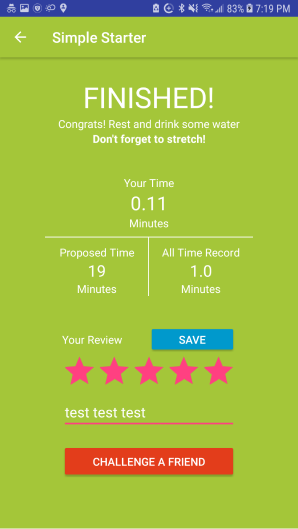 83% 7:19 PM
Simple Starter
FINISHED!
Congrats! Rest and drink some water
Don't forget to stretch!
Your Time
0.11
Minutes
Proposed Time All Time Record
19 1.0
Minutes Minutes
Your Review SAVE
test test test
CHALLENGE A FRIEND